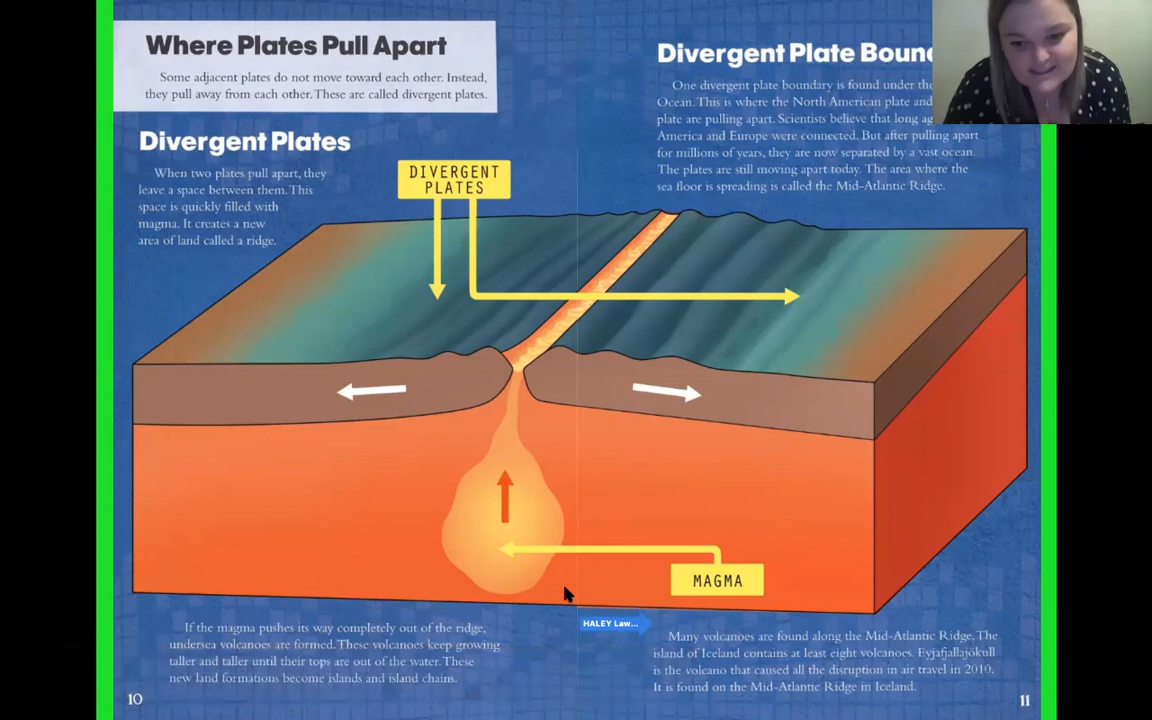 Where Plates Pull Apart
Some adjacent plates do not move toward each other. Instead,
they pull away from each other. These are called divergent plates.
Divergent Plates
When two plates pull apart, they
leave a space between them. This
space is quickly filled with
magma. It creates a new
area of land called a ridge.
DIVERGENT
PLATES
MAGMA
If the magma pushes its way completely out of the ridge,
undersea volcanoes are formed. These volcanoes keep growing
taller and taller until their tops are out of the water. These
new land formations become islands and island chains.
10
Divergent Plate
One divergent plate boundary is found under the
Ocean. This is where the North American plate and
plate are pulling apart. Scientists believe that long
America and Europe were connected. But after pulling apart
for millions of years, they are now separated by a vast ocean.
The plates are still moving apart today. The area where the
sea floor is spreading is called the Mid-Atlantic Ridge.
HALEY Law...
Many volcanoes are found along the Mid-Atlantic Ridge. The
island of Iceland contains at least eight volcanoes. Eyjafjallajökull
is the volcano that caused all the disruption in air travel in 2010.
It is found on the Mid-Atlantic Ridge in Iceland.
11